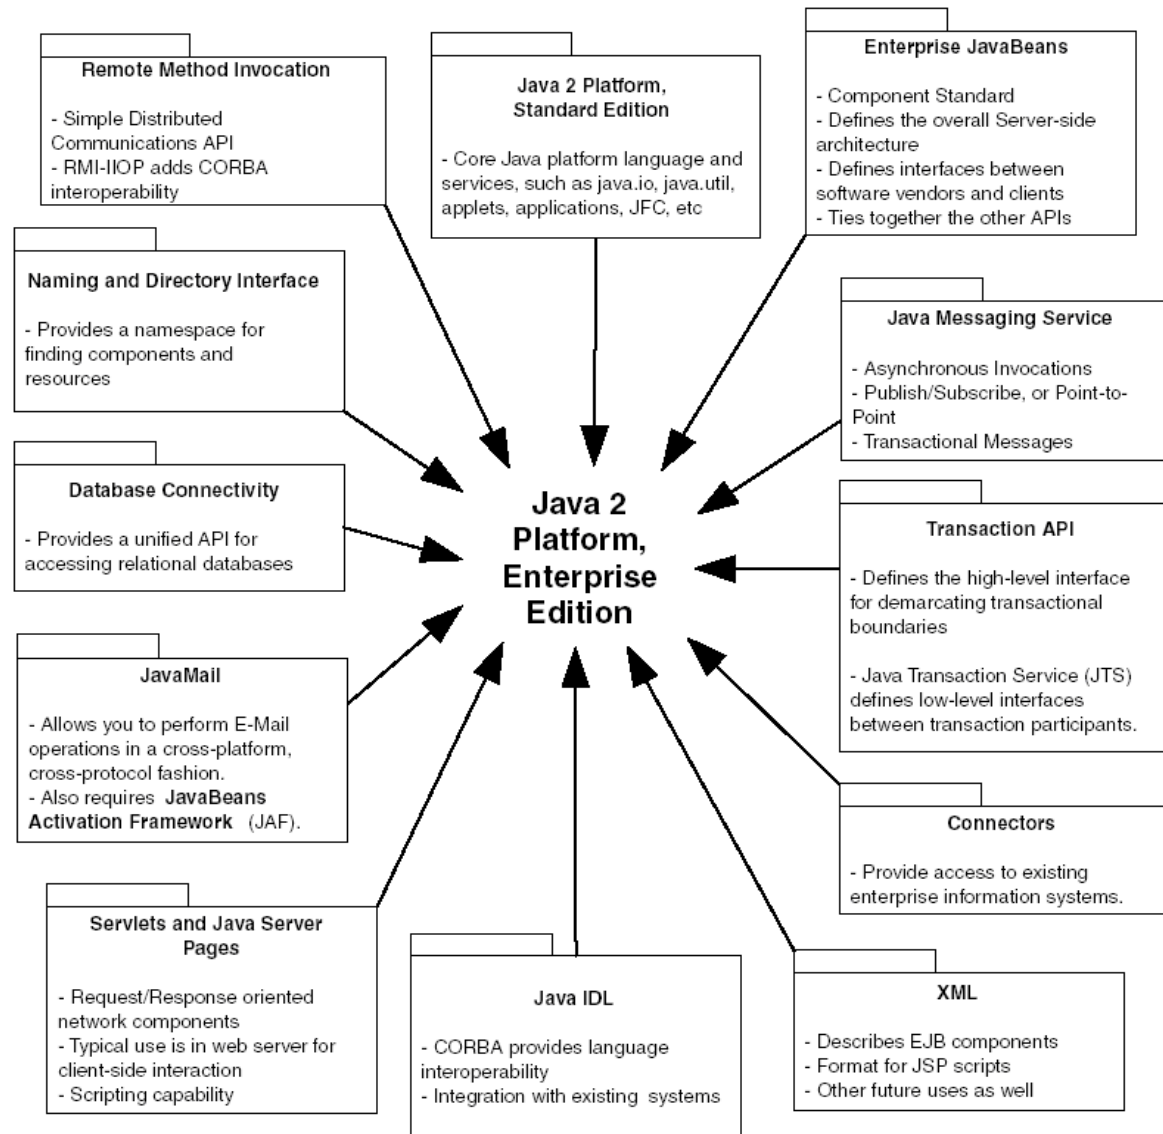 Remote Method Invocation
- Simple Distributed
Communications API
- RMI-IIOP adds CORBA
interoperability
Java 2 Platform,
Standard Edition
- Core Java platform language and
services, such as java.io, java.util,
applets, applications, JFC, etc
Enterprise JavaBeans
- Component Standard
- Defines the overall Server-side
architecture
- Defines interfaces between
software vendors and clients
- Ties together the other APIs
Naming and Directory Interface
- Provides a namespace for
finding components and
resources
Java Messaging Service
- Asynchronous Invocations
- Publish/Subscribe, or Point-to-
Point
- Transactional Messages
Database Connectivity
- Provides a unified API for
accessing relational databases
Java 2
Platform,
Enterprise
Edition
Transaction API
- Defines the high-level interface
for demarcating transactional
boundaries
- Java Transaction Service (JTS)
defines low-level interfaces
between transaction participants.
JavaMail
- Allows you to perform E-Mail
operations in a cross-platform,
cross-protocol fashion.
- Also requires JavaBeans
Activation Framework (JAF).
Connectors
- Provide access to existing
enterprise information systems.
Servlets and Java Server
Pages
- Request/Response oriented
network components
- Typical use is in web server for
client-side interaction
- Scripting capability
Java IDL
- CORBA provides language
interoperability
- Integration with existing systems
XML
- Describes EJB components
- Format for JSP scripts
- Other future uses as well